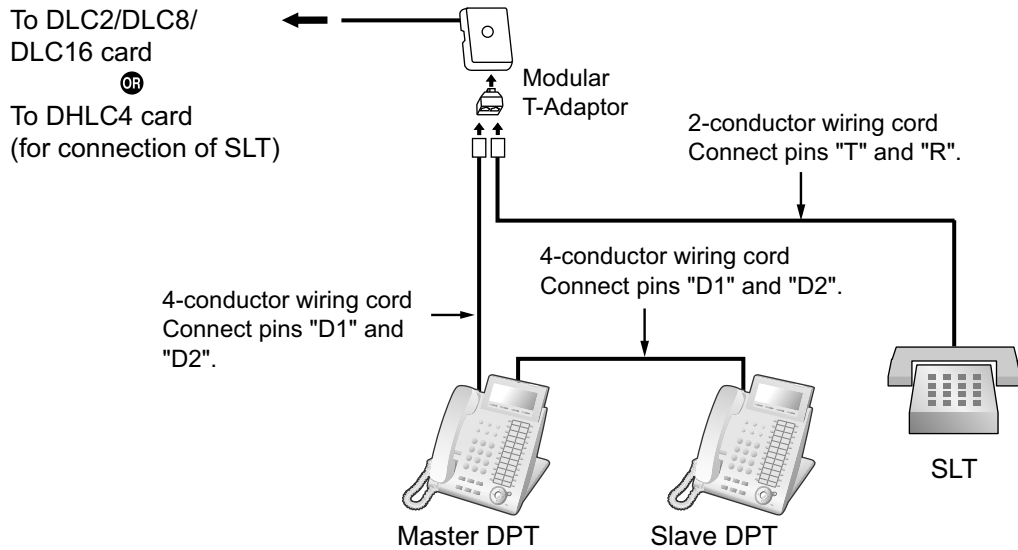 To DLC2/DLC8/
DLC16 card
OR
To DHLC4 card
(for connection of SLT)
Modular
T-Adaptor
2-conductor wiring cord
Connect pins "T" and "R".
4-conductor wiring cord
Connect pins "D1" and "D2".
4-conductor wiring cord
Connect pins "D1" and
"D2".
SLT
Master DPT
Slave DPT